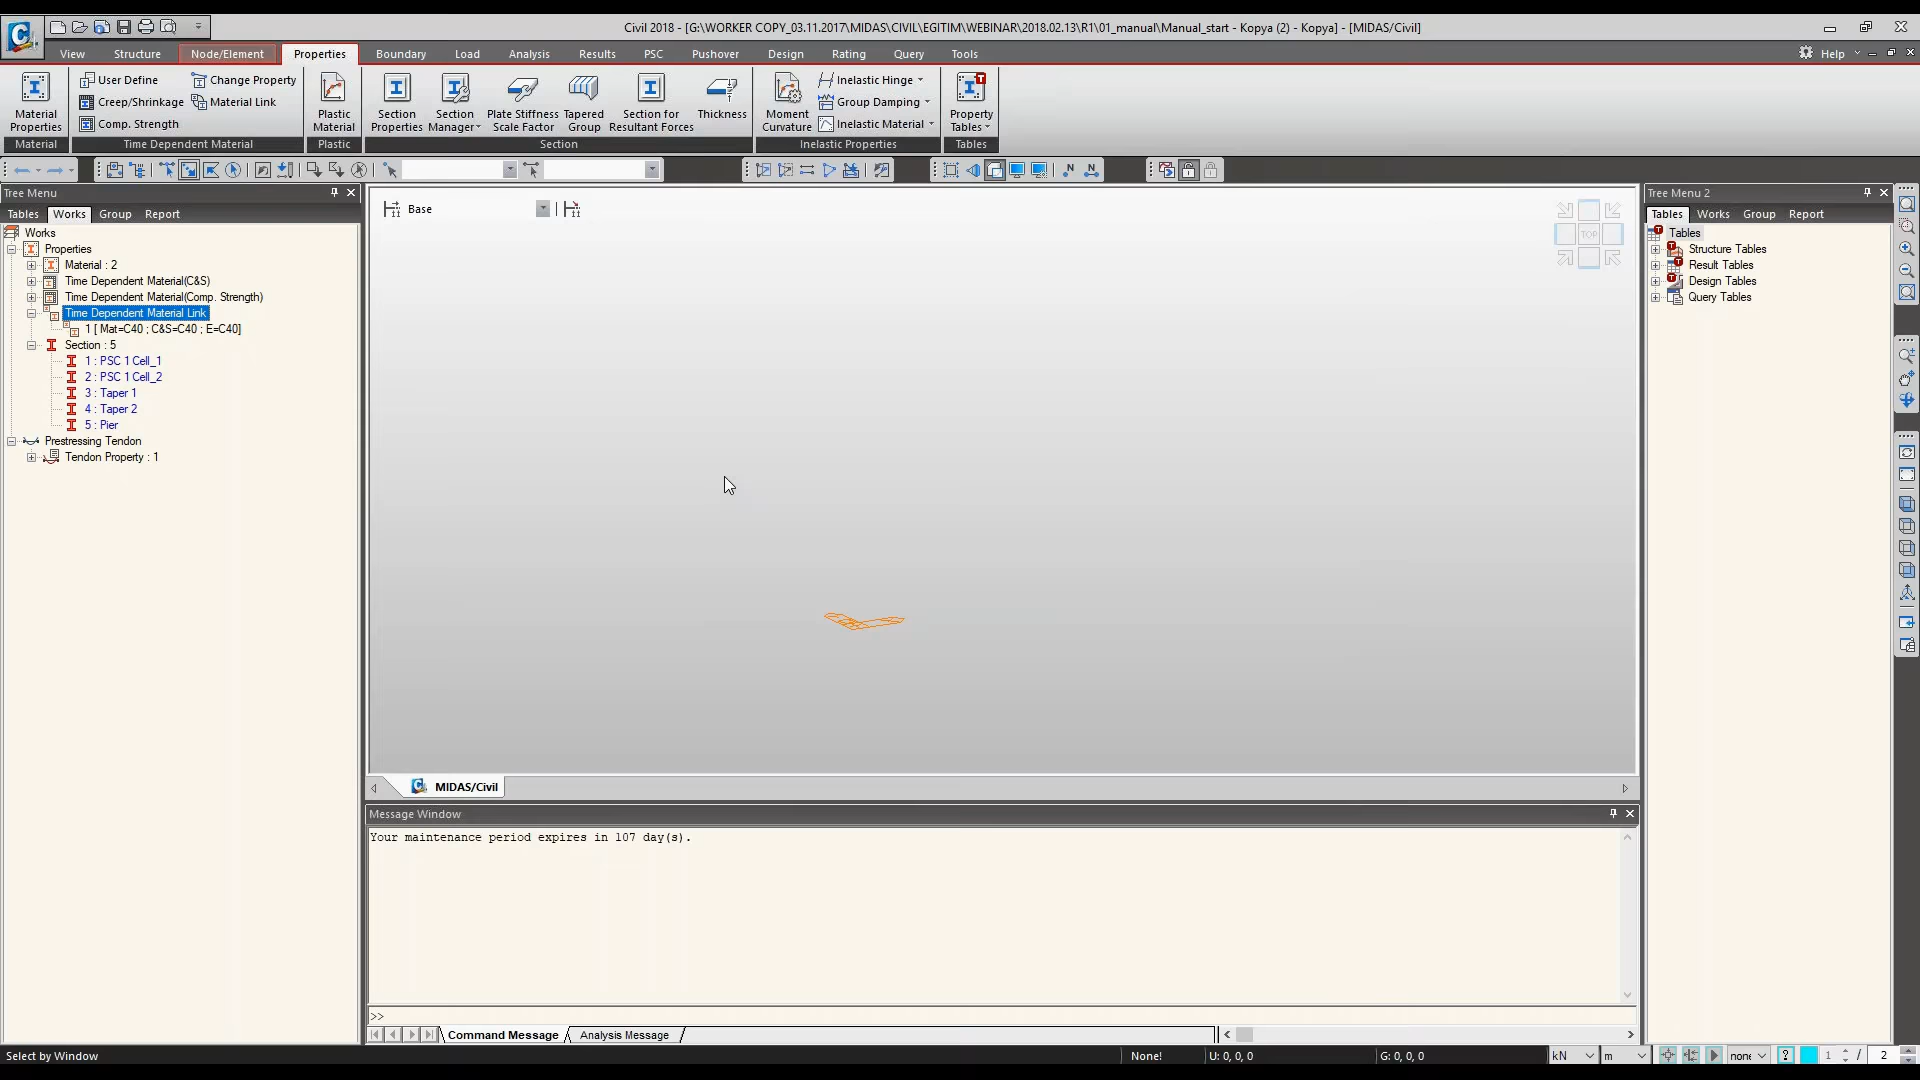 Civil 2018 - [G:\WORKER COPY_03.11.2017\MIDAS\CIVIL\EGITIM\WEBINAR\2018.02.13\R1\01_manual\Manual_start - Kopya (2) - Kopya] - [MIDAS/Civil]
View Structure Node/Element Properties Boundary Load Analysis Results PSC Pushover Design Rating Query Tools Help
User Define
Change Property
Inelastic Hinge
Creep/Shrinkage
Material Link
Group Damping
Material Properties
Comp. Strength
Plastic Material
Section Properties
Section Manager
Plate Stiffness Scale Factor
Tapered Group
Section for Resultant Forces
Thickness
Moment Curvature
Inelastic Material
Property Tables
Material
Time Dependent Material
Plastic
Section
Inelastic Properties
Tables
Tree Menu
Tables Works Group Report
Works
Properties
Material : 2
Time Dependent Material(C&S)
Time Dependent Material(Comp. Strength)
Time Dependent Material Link
1 [ Mat=C40 ; C&S=C40 ; E=C40]
Section : 5
1 : PSC 1 Cell_1
2 : PSC 1 Cell_2
3 : Taper 1
4 : Taper 2
5 : Pier
Prestressing Tendon
Tendon Property : 1
Base
TOP
MIDAS/Civil
Message Window
Your maintenance period expires in 107 day(s).
>>
Command Message Analysis Message
Tree Menu 2
Tables Works Group Report
Tables
Structure Tables
Result Tables
Design Tables
Query Tables
Select by Window
None!
U: 0, 0, 0
G: 0, 0, 0
kN
m
none
?
1 / 2